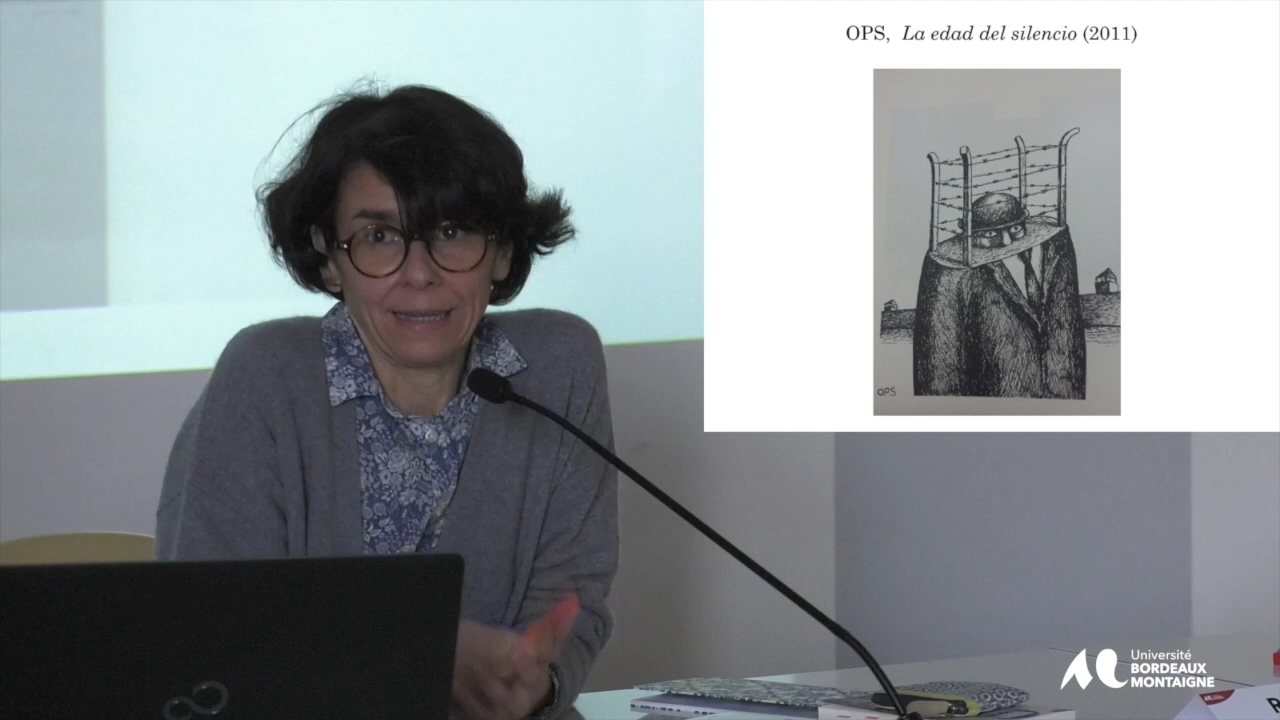 OPS, La edad del silencio (2011)
OPS
Université
BORDEAUX
MONTAIGNE